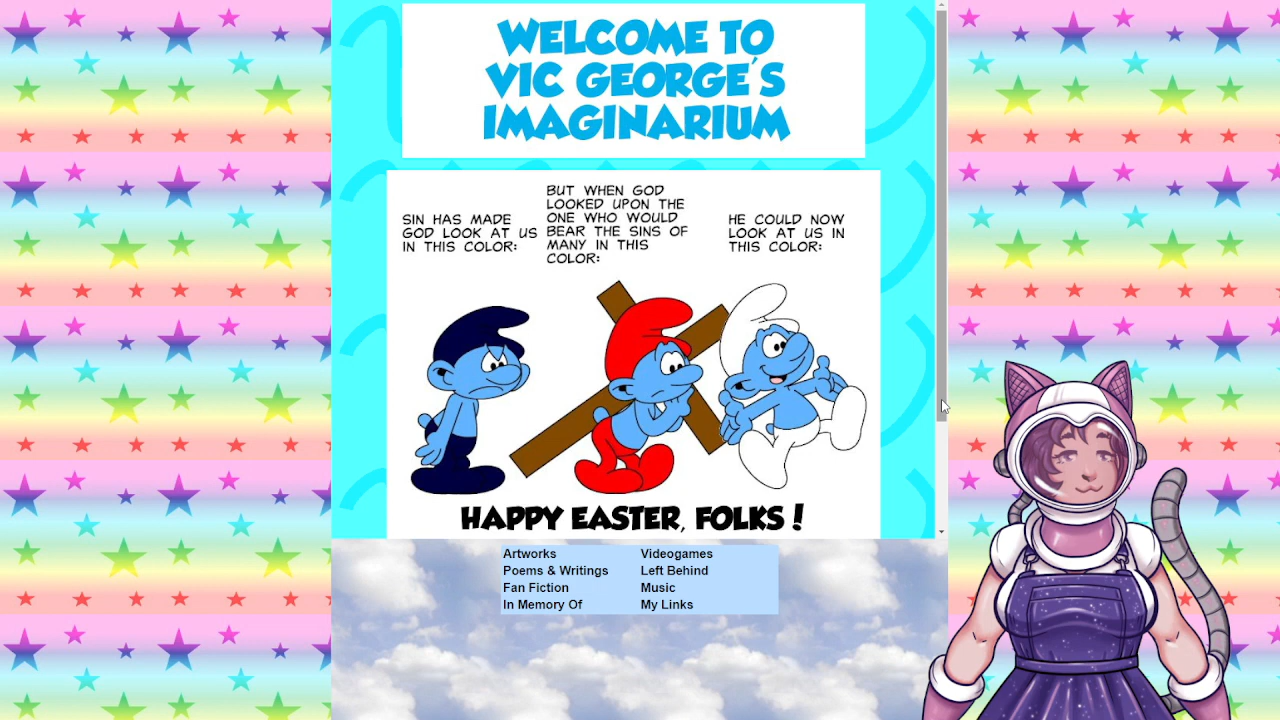 WELCOME TO
VIC GEORGE'S
IMAGINARIUM
SIN HAS MADE
GOD LOOK AT US
IN THIS COLOR:
BUT WHEN GOD
LOOKED UPON THE
ONE WHO WOULD
BEAR THE SINS OF
MANY IN THIS
COLOR:
HE COULD NOW
LOOK AT US IN
THIS COLOR:
HAPPY EASTER, FOLKS!
Artworks
Poems & Writings
Fan Fiction
In Memory Of
Videogames
Left Behind
Music
My Links